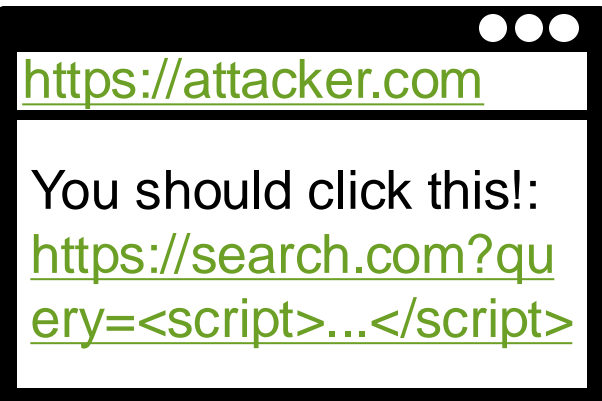 https://attacker.com
You should click this!:
https://search.com?qu
ery=<script>...</script>